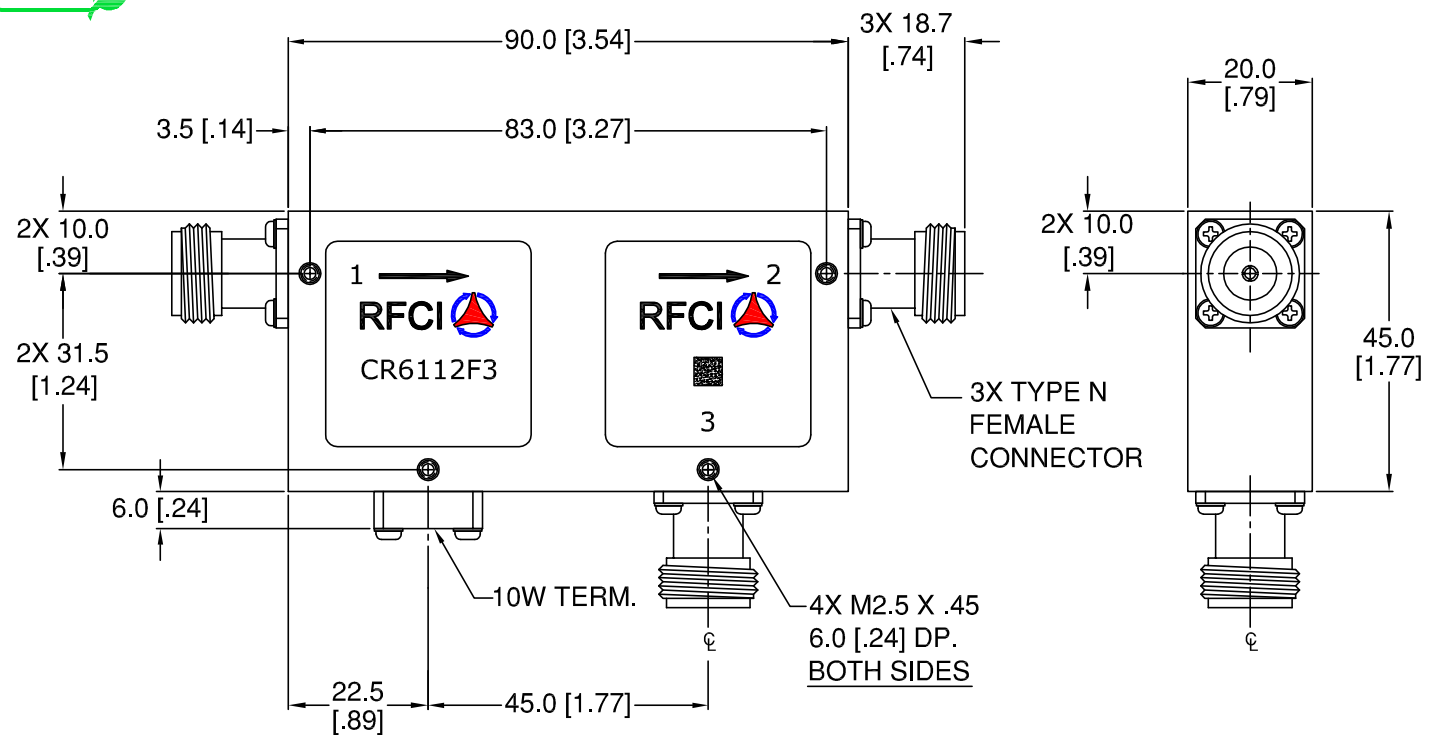 90.0 [3.54]
3X 18.7
[.74]
20.0
[.79]
3.5 [.14]
83.0 [3.27]
2X 10.0
[.39]
2X 10.0
[.39]
1
2
RFCI
RFCI
2X 31.5
[1.24]
CR6112F3
45.0
[1.77]
3
3X TYPE N
FEMALE
CONNECTOR
6.0 [.24]
10W TERM.
4X M2.5 X .45
6.0 [.24] DP.
BOTH SIDES
℄
℄
22.5
[.89]
45.0 [1.77]